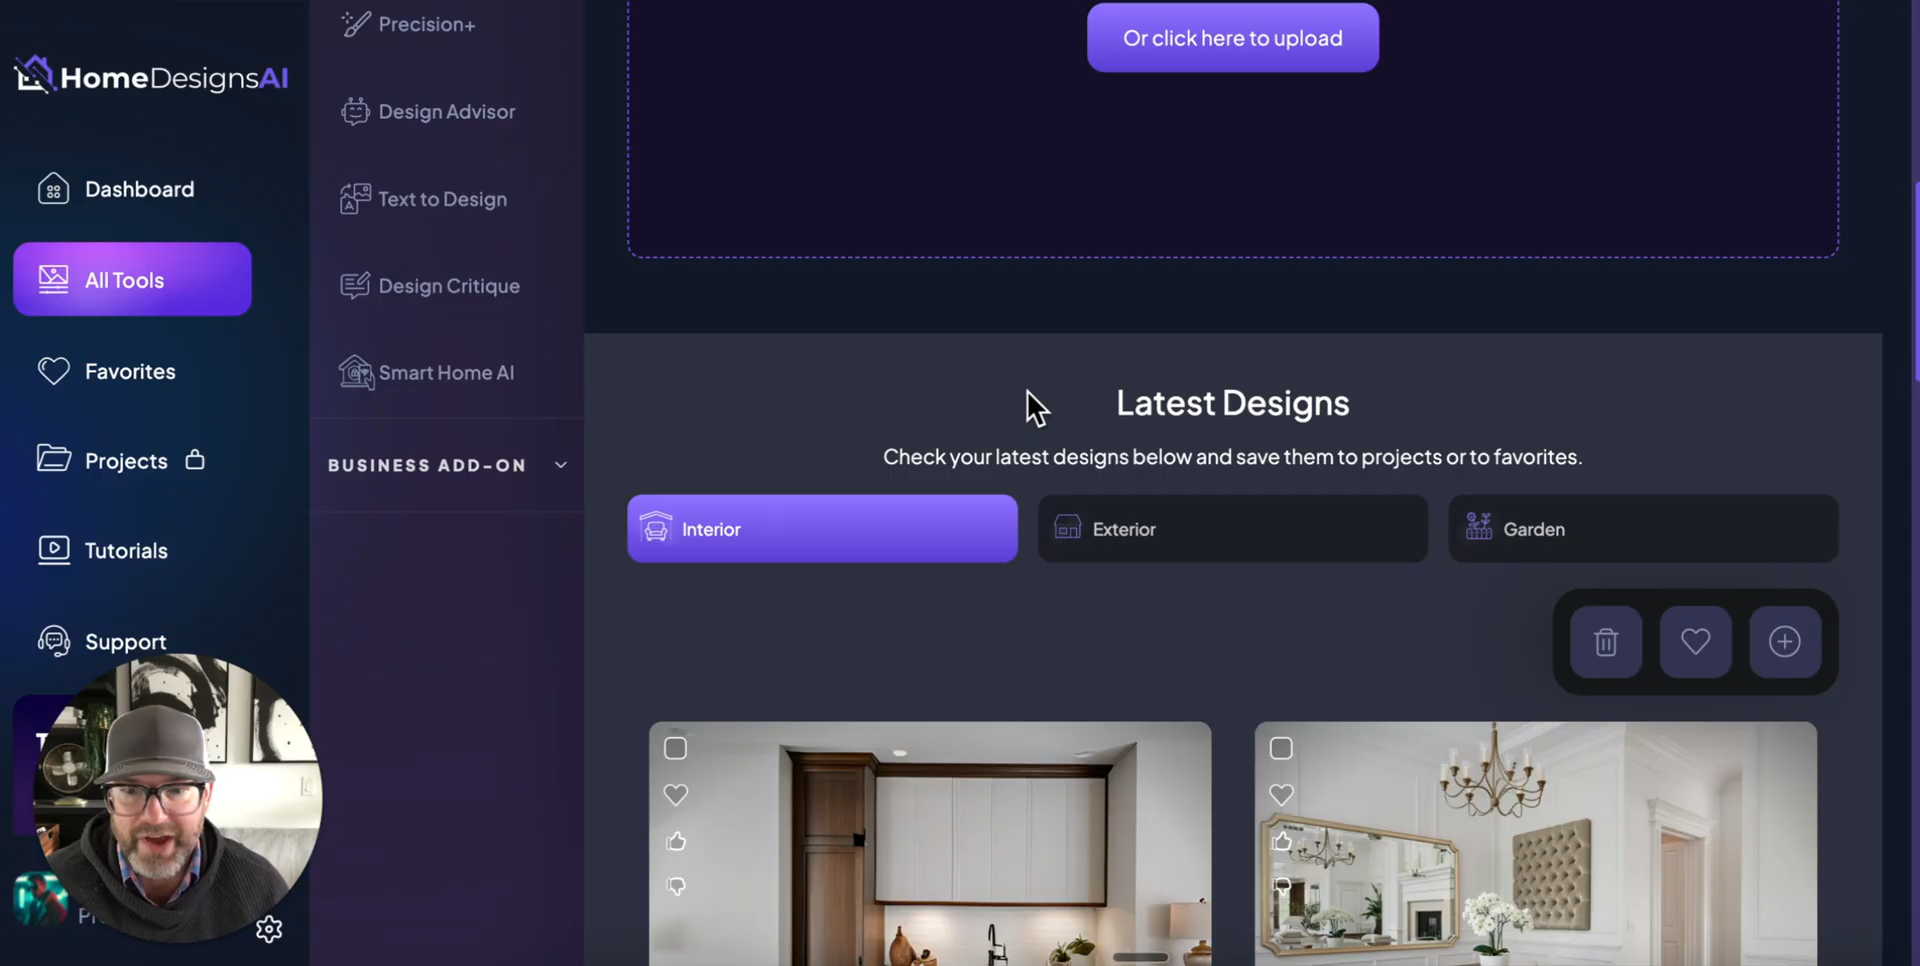 HomeDesignsAI
Dashboard
All Tools
Favorites
Projects
Tutorials
Support
Precision+
Design Advisor
Text to Design
Design Critique
Smart Home AI
BUSINESS ADD-ON
Or click here to upload
Latest Designs
Check your latest designs below and save them to projects or to favorites.
Interior
Exterior
Garden